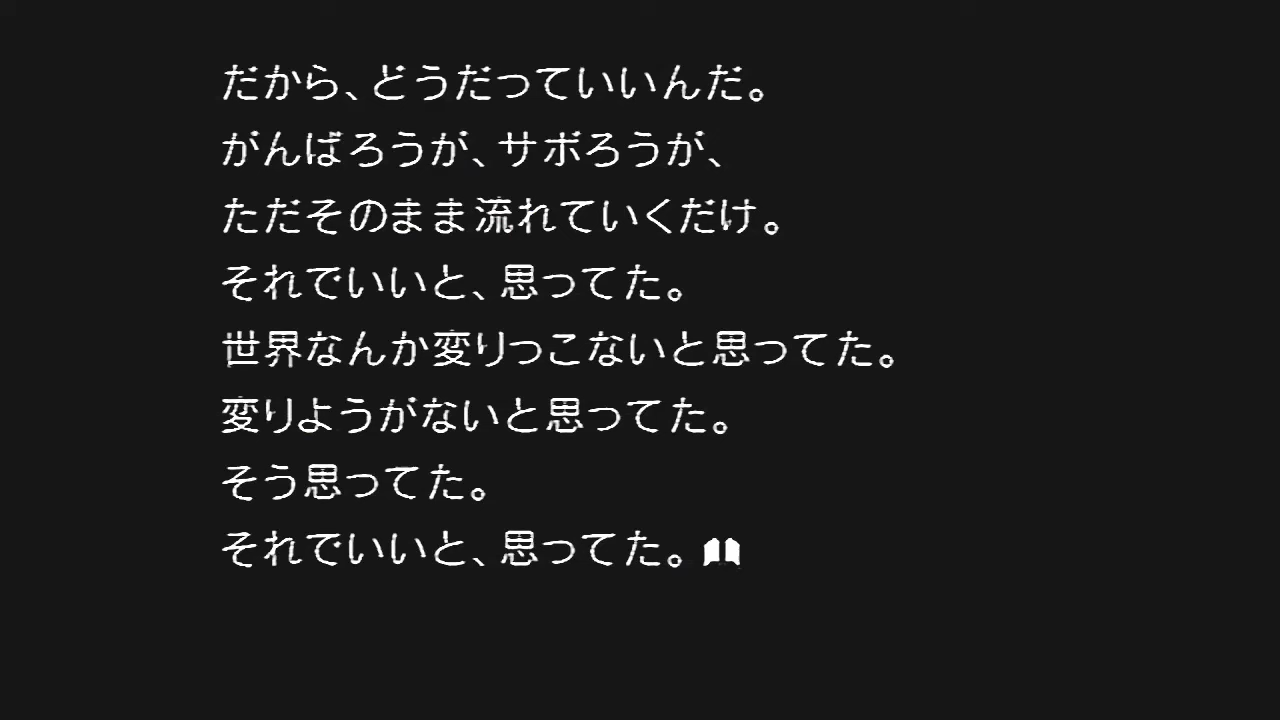 だから、どうだっていいんだ。
がんばろうが、サボろうが、
ただそのまま流れていくだけ。
それでいいと、思ってた。
世界なんか変りっこないと思ってた。
変りようがないと思ってた。
そう思ってた。
それでいいと、思ってた。